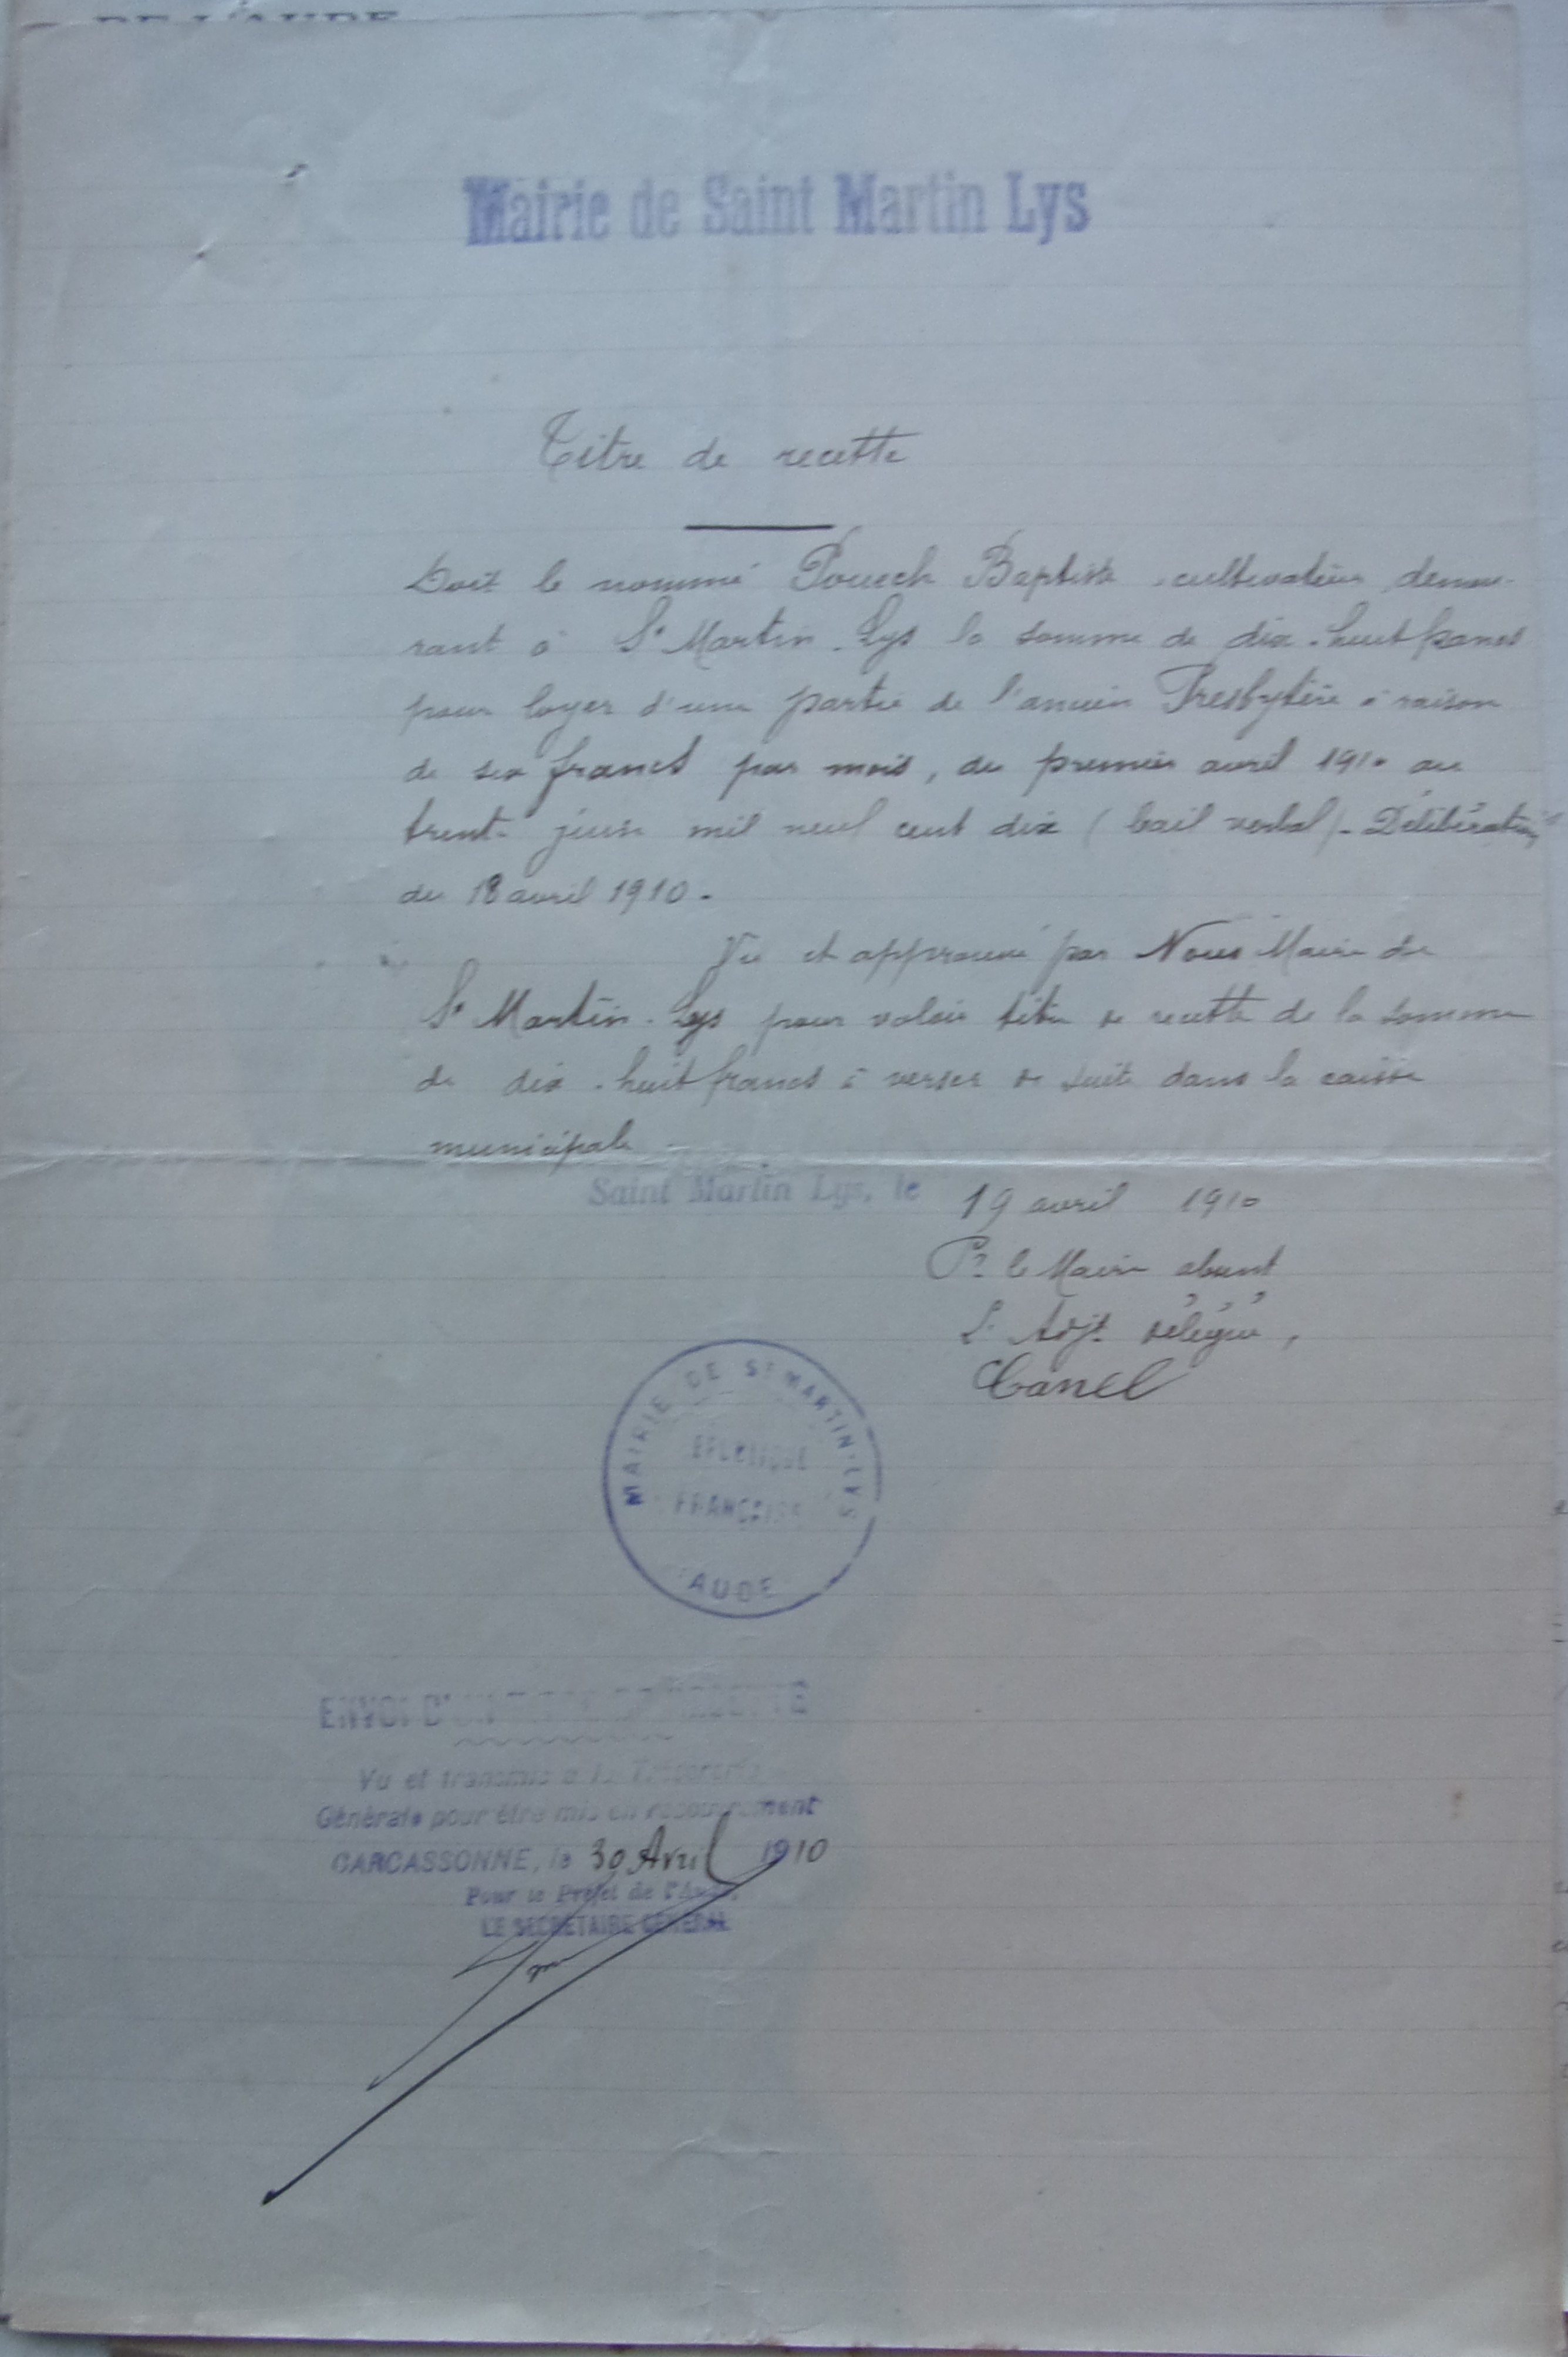 DE L'AUDE
Mairie de Saint Martin Lys
Titre de recette
Doit le nommé Pouech Baptiste cultivateur demeu-
rant à St Martin-Lys la somme de dix-huit francs
pour loyer d'une partie de l'ancien Presbytère à raison
de six francs par mois, du premier avril 1910 au
trente juin mil neuf cent dix (bail verbal)-Délibération
du 18 avril 1910.
Vu et approuvé par Nous Maire de
St Martin-Lys pour valoir titre de recette de la somme
de dix-huit francs à verser de suite dans la caisse
municipale
Saint Martin Lys, le 19 avril 1910
Pr le Maire absent
L'Adjt délégué,
Canel
MAIRIE DE ST MARTIN-LYS
REPUBLIQUE
FRANÇAISE
AUDE
ENVOI D'UN TITRE DE RECETTE
Vu et transmis à la Trésorerie
Générale pour être mis en recouvrement
CARCASSONNE, le 30 Avril 1910
Pour le Préfet de l'Aude,
LE SECRÉTAIRE GÉNÉRAL